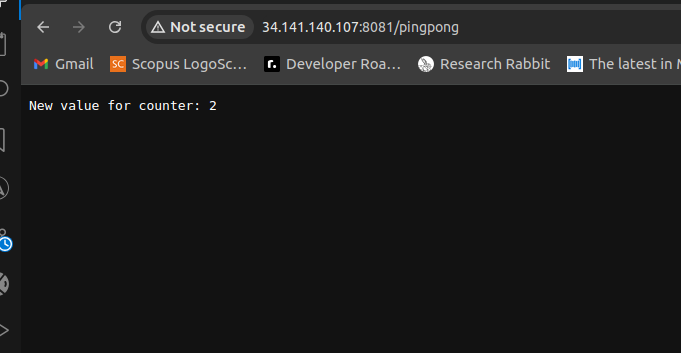 Not secure 34.141.140.107:8081/pingpong
Gmail SC Scopus LogoSc... r. Developer Roa... Research Rabbit The latest in
New value for counter: 2